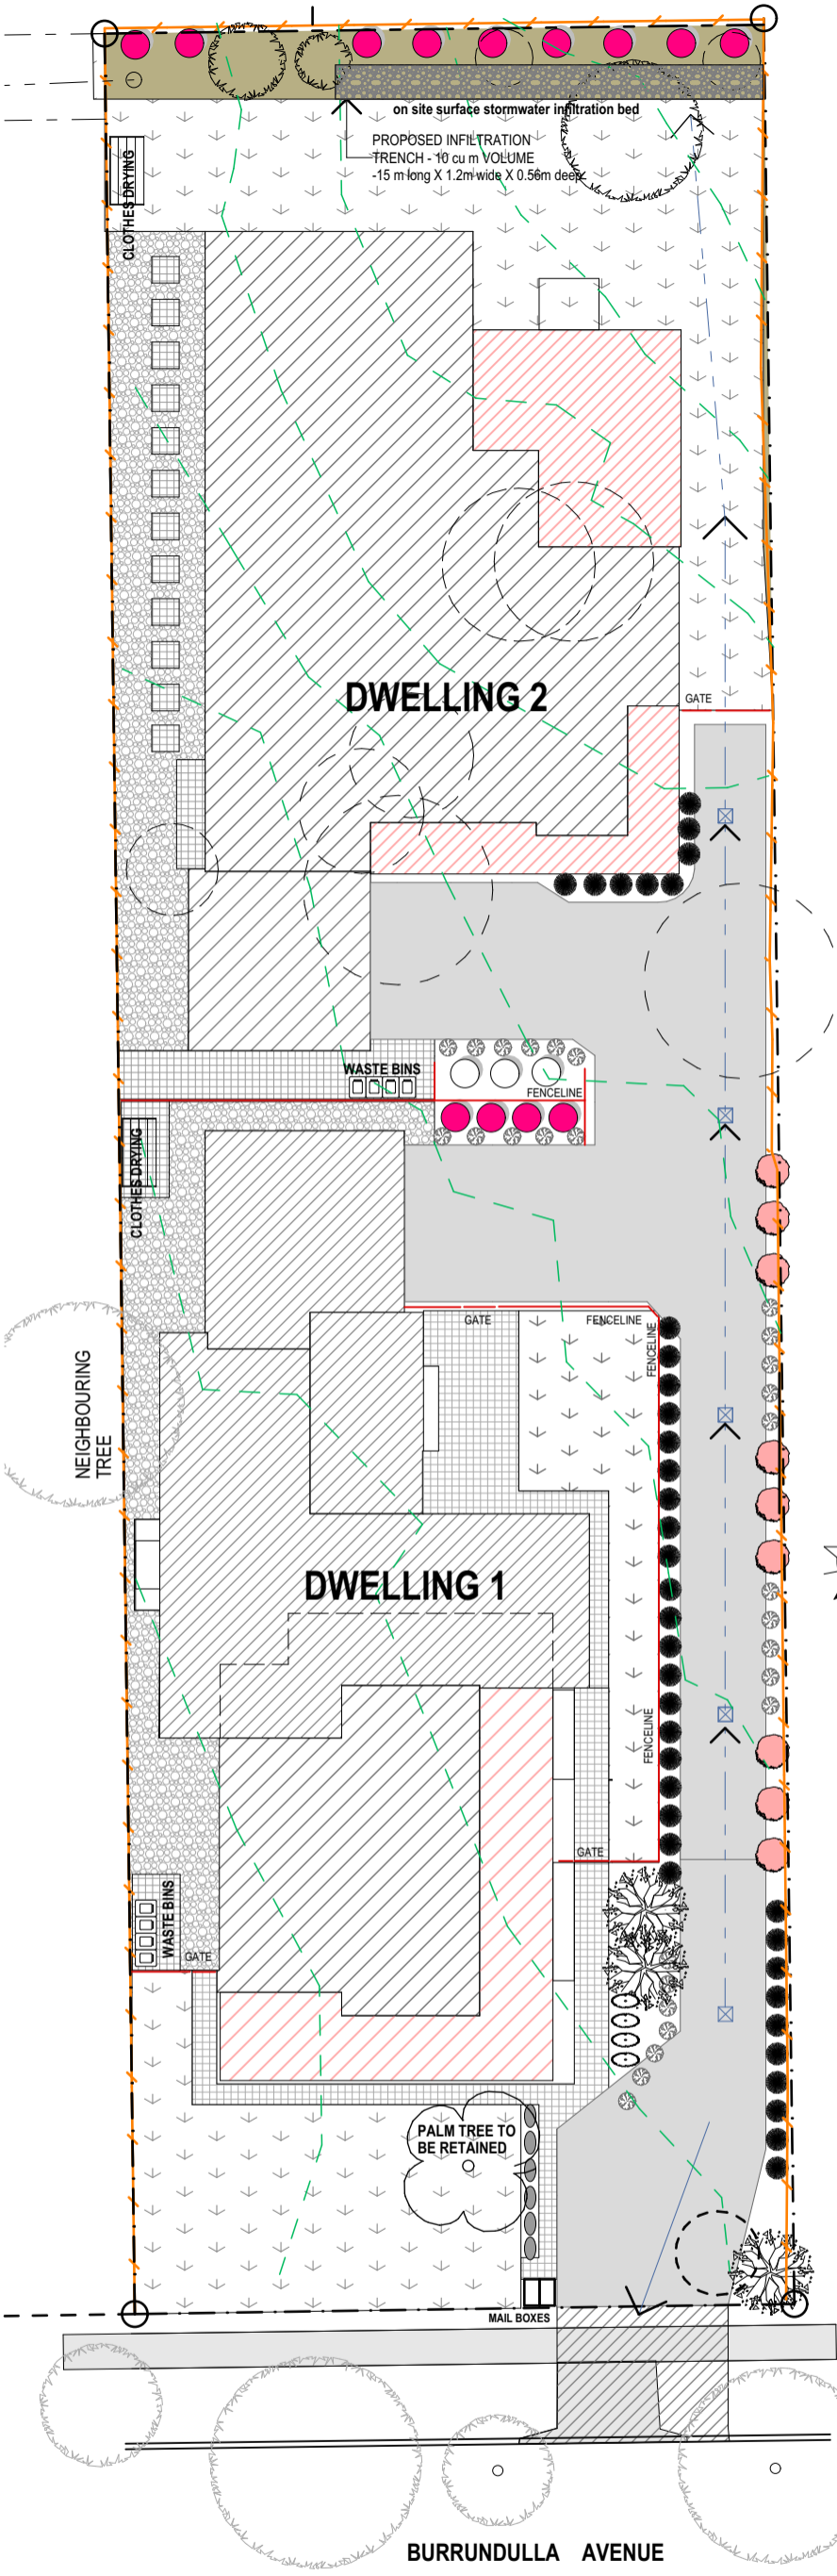 on site surface stormwater infiltration bed
PROPOSED INFILTRATION
TRENCH - 10 cu m VOLUME
-15 m long X 1.2m wide X 0.56m deep
CLOTHES DRYING
DWELLING 2
GATE
WASTE BINS
FENCELINE
CLOTHES DRYING
GATE
FENCELINE
FENCELINE
NEIGHBOURING
TREE
DWELLING 1
FENCELINE
GATE
WASTE BINS
GATE
PALM TREE TO
BE RETAINED
MAIL BOXES
BURRUNDULLA AVENUE